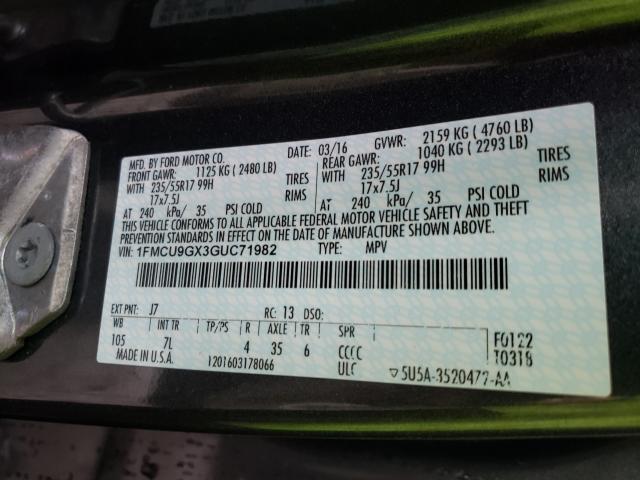 MFD. BY FORD MOTOR CO. DATE: 03/16 GVWR: 2159 KG ( 4760 LB)
FRONT GAWR: 1125 KG ( 2480 LB) REAR GAWR: 1040 KG ( 2293 LB)
WITH 235/55R17 99H TIRES WITH 235/55R17 99H TIRES
17x7.5J RIMS 17x7.5J RIMS
AT 240 kPa/ 35 PSI COLD AT 240 kPa/ 35 PSI COLD
THIS VEHICLE CONFORMS TO ALL APPLICABLE FEDERAL MOTOR VEHICLE SAFETY AND THEFT
PREVENTION STANDARDS IN EFFECT ON THE DATE OF MANUFACTURE SHOWN ABOVE.
VIN: 1FMCU9GX3GUC71982 TYPE: MPV
EXT PNT: J7 RC: 13 DSO:
WB INT TR TP/PS R AXLE TR SPR
105 7L 4 35 6 CCCC F0122
MADE IN U.S.A. 1201603178066 ULC T0318
▽5U5A-3520472-AA